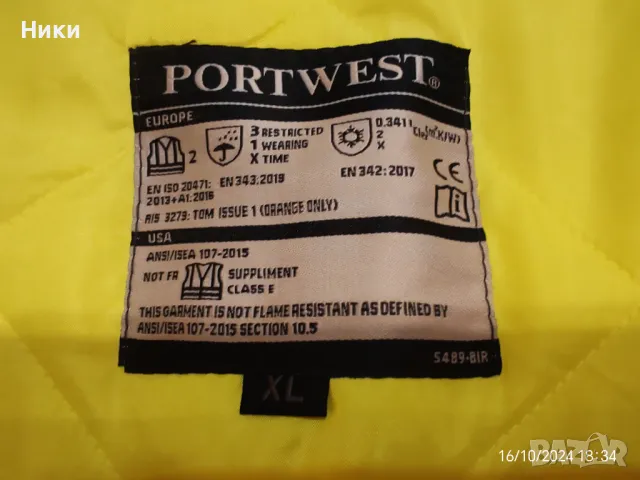 Ники
PORTWEST®
EUROPE
2
3 RESTRICTED
1 WEARING
X TIME
0.3411 (m².K/W)
2
X
EN ISO 20471:
2013+A1:2016
EN 343:2019
EN 342:2017
CE
i
RIS 3279: TOM ISSUE 1 (ORANGE ONLY)
USA
ANSI/ISEA 107-2015
NOT FR
SUPPLIMENT
CLASS E
THIS GARMENT IS NOT FLAME RESISTANT AS DEFINED BY
ANSI/ISEA 107-2015 SECTION 10.5
5489-BIR
XL
16/10/2024 13:34
BAZAR